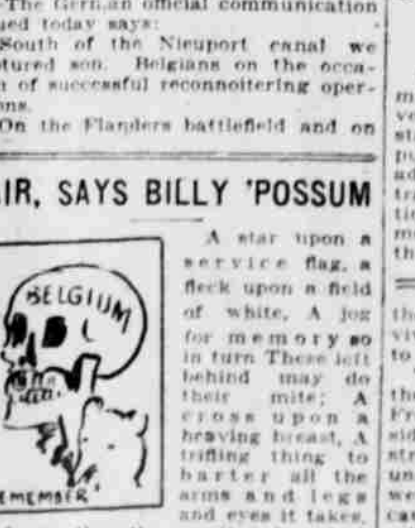 The German official communication
ued today says:
South of the Nieuport canal we
ptured son. Belgians on the occa-
n of successful reconnoitering oper-
ons.
On the Flanders battlefield and on
IR, SAYS BILLY 'POSSUM
BELGIUM
EMEMBER
A star upon a
service flag, a
fleck upon a field
of white, A jog
for memory so
in turn These left
behind may do
their mite; A
cross upon a
heaving breast, A
trifling thing to
barter all the
arms and legs
and eyes it takes,